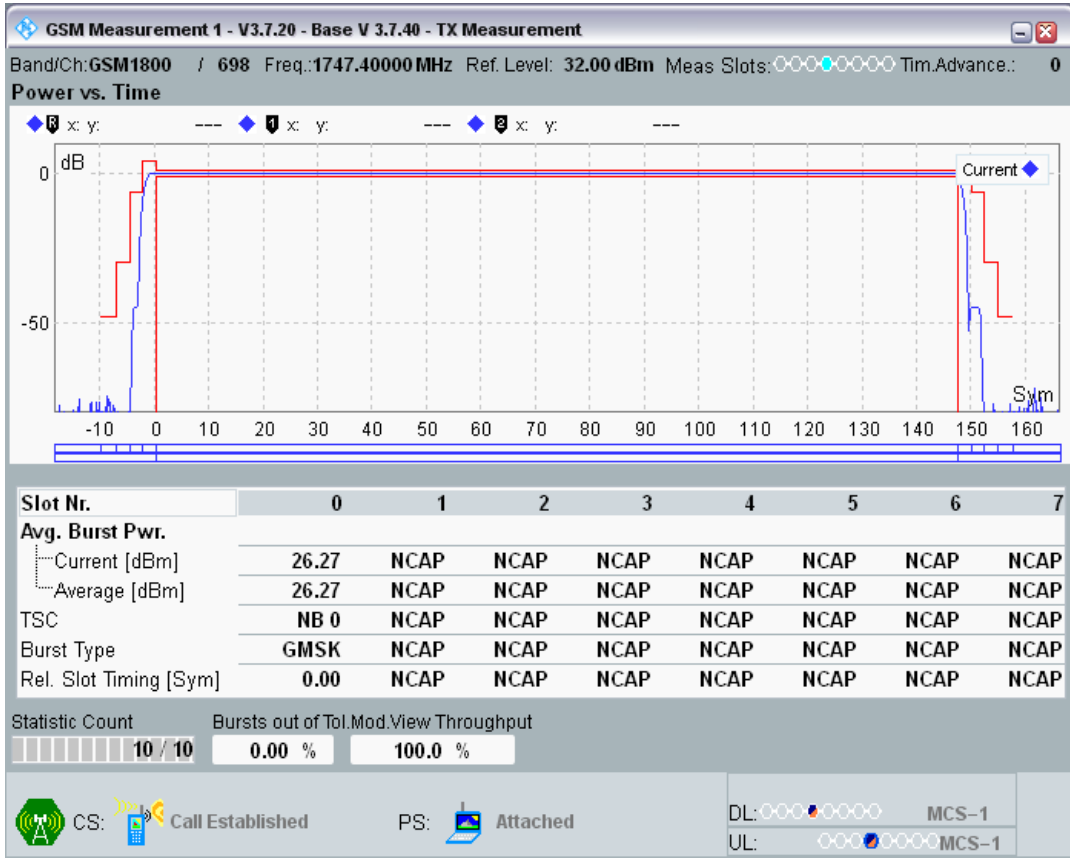 GSM Measurement 1 - V3.7.20 - Base V 3.7.40 - TX Measurement
Band/Ch:GSM1800 / 698 Freq.:1747.40000 MHz Ref. Level: 32.00 dBm Meas Slots: Tim.Advance.: 0
Power vs. Time
R x: y: --- 1 x: y: --- 2 x: y: ---
dB
Current
0
-50
Sym
-10 0 10 20 30 40 50 60 70 80 90 100 110 120 130 140 150 160
Slot Nr. 0 1 2 3 4 5 6 7
Avg. Burst Pwr.
Current [dBm] 26.27 NCAP NCAP NCAP NCAP NCAP NCAP NCAP
Average [dBm] 26.27 NCAP NCAP NCAP NCAP NCAP NCAP NCAP
TSC NB 0 NCAP NCAP NCAP NCAP NCAP NCAP NCAP
Burst Type GMSK NCAP NCAP NCAP NCAP NCAP NCAP NCAP
Rel. Slot Timing [Sym] 0.00 NCAP NCAP NCAP NCAP NCAP NCAP NCAP
Statistic Count Bursts out of Tol.Mod.View Throughput
10 / 10 0.00 % 100.0 %
CS: Call Established PS: Attached
DL: MCS-1
UL: MCS-1